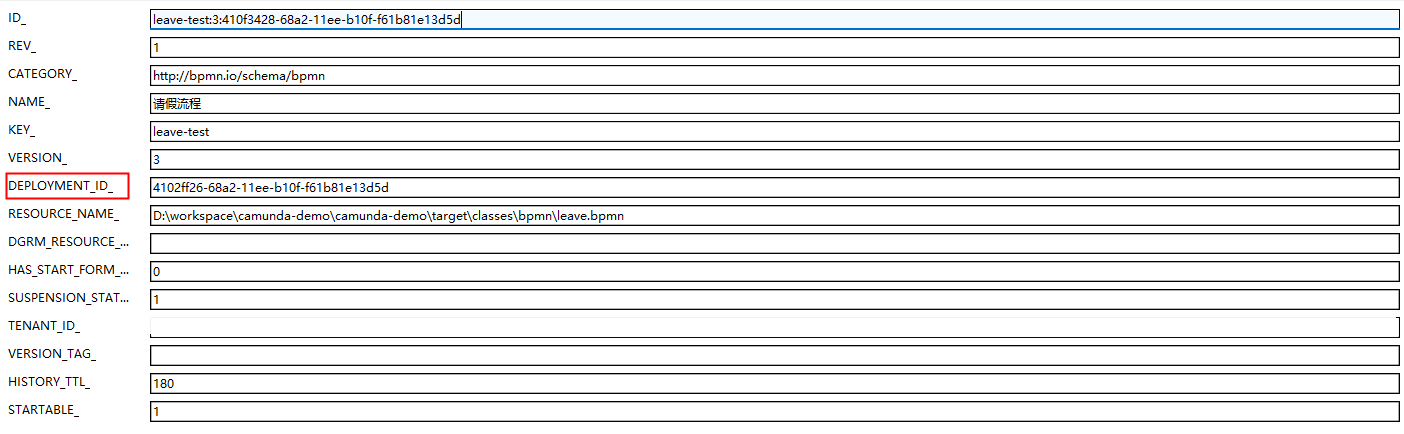 ID_ leave-test:3:410f3428-68a2-11ee-b10f-f61b81e13d5d
REV_ 1
CATEGORY_ http://bpmn.io/schema/bpmn
NAME_ 请假流程
KEY_ leave-test
VERSION_ 3
DEPLOYMENT_ID_ 4102ff26-68a2-11ee-b10f-f61b81e13d5d
RESOURCE_NAME_ D:\workspace\camunda-demo\camunda-demo\target\classes\bpmn\leave.bpmn
DGRM_RESOURCE_...
HAS_START_FORM_... 0
SUSPENSION_STAT... 1
TENANT_ID_
VERSION_TAG_
HISTORY_TTL_ 180
STARTABLE_ 1